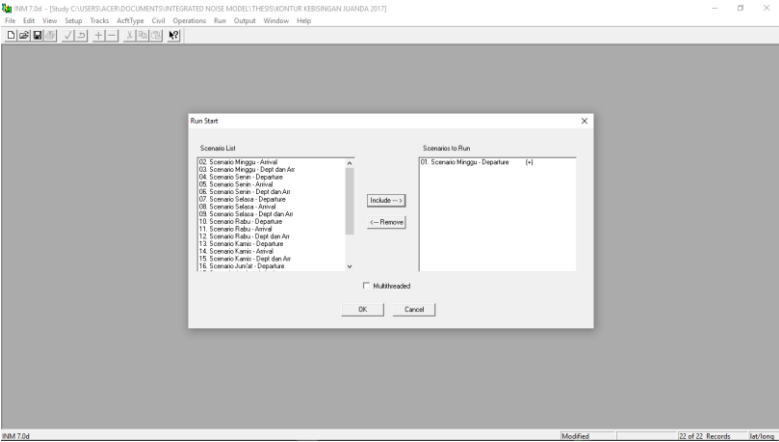 INM 7.0d - [Study C:\USERS\ACER\DOCUMENTS\INTEGRATED NOISE MODEL\THESIS\KONTUR KEBISINGAN JUANDA 2017]
File Edit View Setup Tracks AcftType Civil Operations Run Output Window Help
Run Start
Scenario List
Scenarios to Run
02. Scenario Minggu - Arrival
03. Scenario Minggu - Dept dan Arr
04. Scenario Senin - Departure
05. Scenario Senin - Arrival
06. Scenario Senin - Dept dan Arr
07. Scenario Selasa - Departure
08. Scenario Selasa - Arrival
09. Scenario Selasa - Dept dan Arr
10. Scenario Rabu - Departure
11. Scenario Rabu - Arrival
12. Scenario Rabu - Dept dan Arr
13. Scenario Kamis - Departure
14. Scenario Kamis - Arrival
15. Scenario Kamis - Dept dan Arr
16. Scenario Jum'at - Departure
01. Scenario Minggu - Departure (+)
Include --->
<--- Remove
Multithreaded
OK Cancel
INM 7.0d Modified 22 of 22 Records lat/long